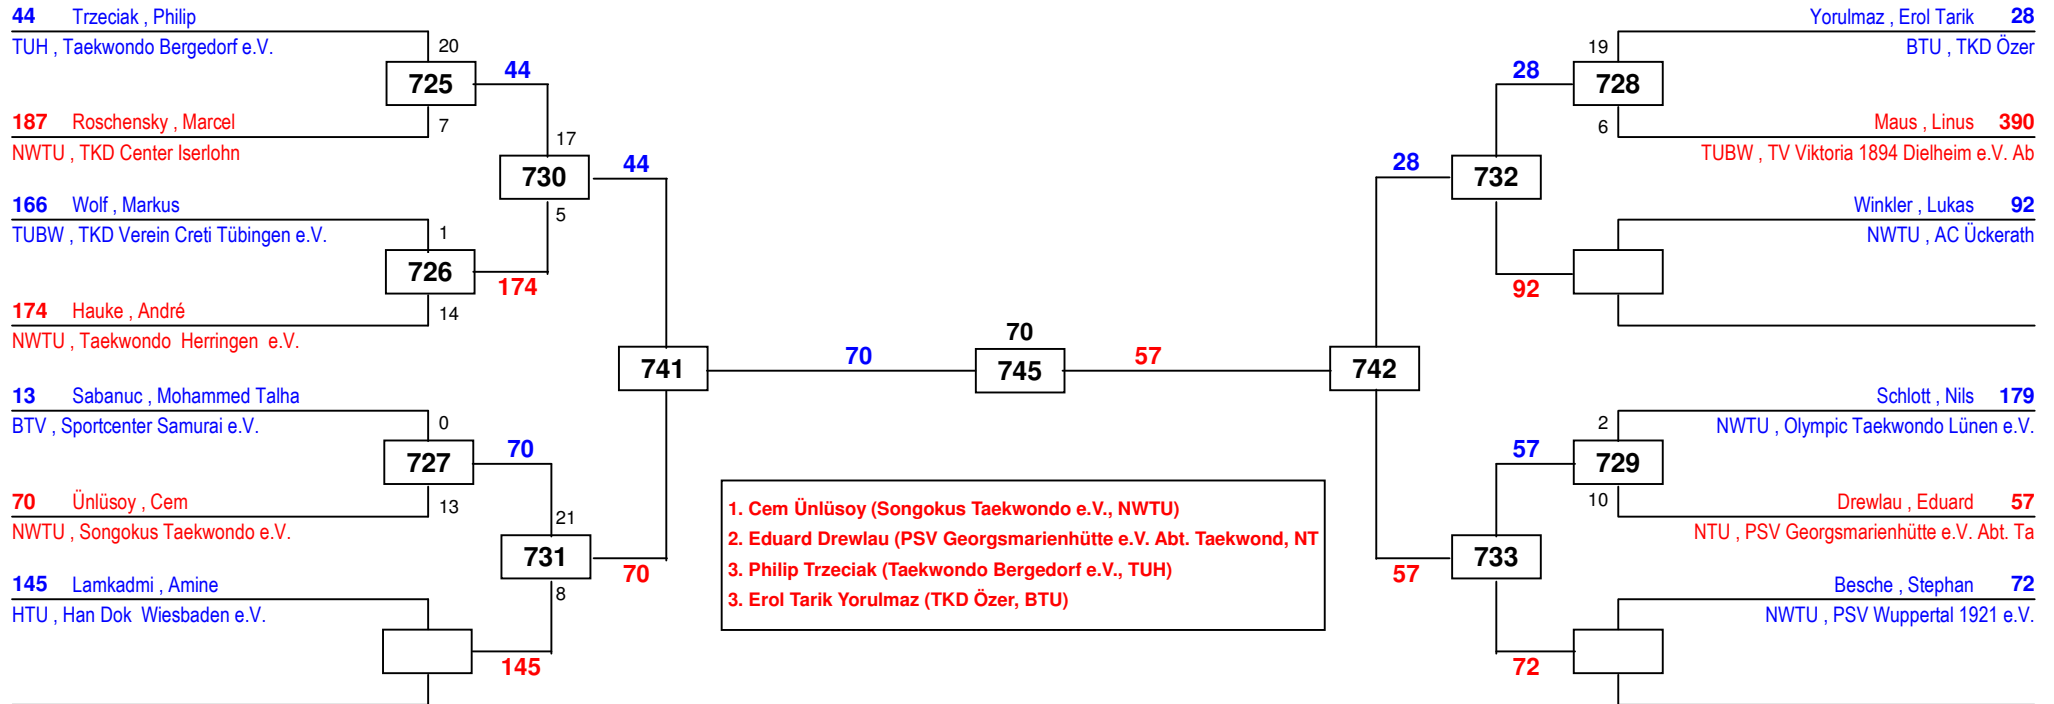 44 Trzeciak , Philip
TUH , Taekwondo Bergedorf e.V.
20
725
44
187 Roschensky , Marcel
7
NWTU , TKD Center Iserlohn
17
730
44
5
166 Wolf , Markus
TUBW , TKD Verein Creti Tübingen e.V.
1
726
174
174 Hauke , André
14
NWTU , Taekwondo Herringen e.V.
741
70
13 Sabanuc , Mohammed Talha
BTV , Sportcenter Samurai e.V.
0
727
70
70 Ünlüsoy , Cem
13
NWTU , Songokus Taekwondo e.V.
21
731
70
8
145 Lamkadmi , Amine
HTU , Han Dok Wiesbaden e.V.
145
70
745
57
1. Cem Ünlüsoy (Songokus Taekwondo e.V., NWTU)
2. Eduard Drewlau (PSV Georgsmarienhütte e.V. Abt. Taekwond, NT
3. Philip Trzeciak (Taekwondo Bergedorf e.V., TUH)
3. Erol Tarik Yorulmaz (TKD Özer, BTU)
742
Yorulmaz , Erol Tarik 28
BTU , TKD Özer
19
28
728
Maus , Linus 390
6
TUBW , TV Viktoria 1894 Dielheim e.V. Ab
28
732
Winkler , Lukas 92
NWTU , AC Ückerath
92
Schlott , Nils 179
NWTU , Olympic Taekwondo Lünen e.V.
2
57
729
Drewlau , Eduard 57
10
NTU , PSV Georgsmarienhütte e.V. Abt. Ta
57
733
Besche , Stephan 72
NWTU , PSV Wuppertal 1921 e.V.
72